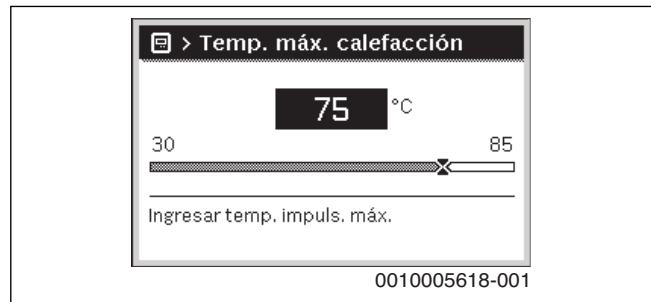 > Temp. máx. calefacción
75 °C
30 85
Ingresar temp. impuls. máx.
0010005618-001